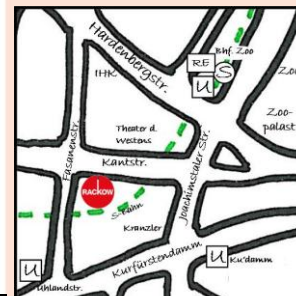 Hardenbergstr.
Bhf. Zoo
RE
S
U
IHK
Zoo
Zoo-
palast
Theater d.
Westens
Fasanenstr.
Kantstr.
Joachimstaler Str.
RACKOW
S-Bahn
Kranzler
Kurfürstendamm
U
Ku'damm
U
Uhlandstr.